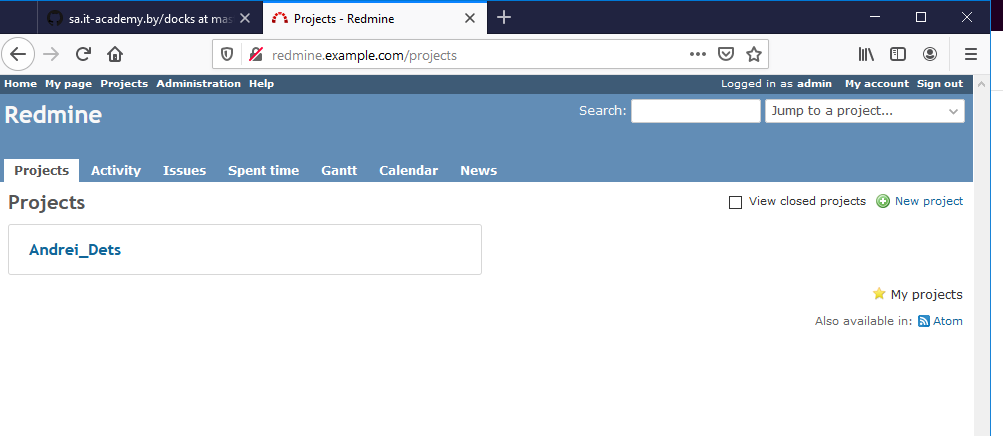 sa.it-academy.by/docks at mas
Projects - Redmine
redmine.example.com/projects
Home My page Projects Administration Help Logged in as admin My account Sign out
Redmine Search: Jump to a project...
Projects Activity Issues Spent time Gantt Calendar News
Projects View closed projects New project
Andrei_Dets
My projects
Also available in: Atom